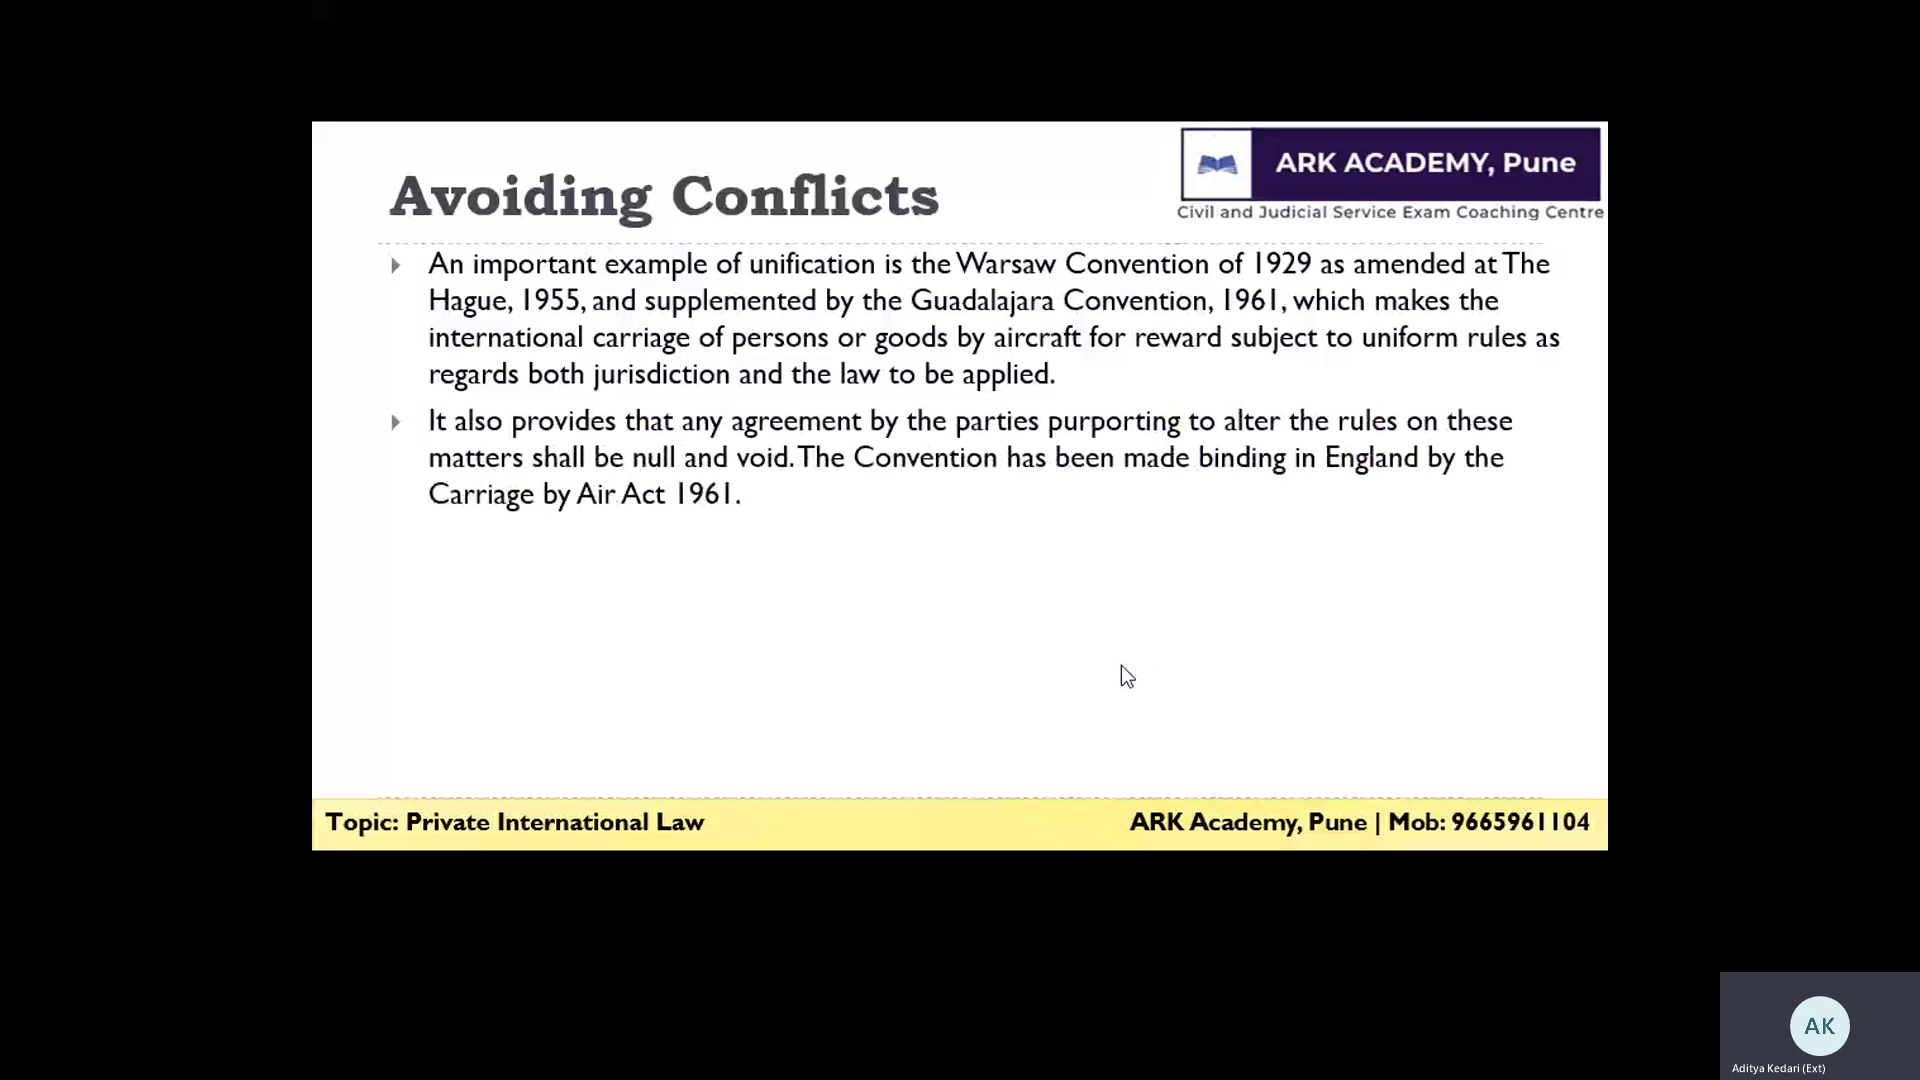 ARK ACADEMY, Pune
Civil and Judicial Service Exam Coaching Centre
Avoiding Conflicts
An important example of unification is the Warsaw Convention of 1929 as amended at The
Hague, 1955, and supplemented by the Guadalajara Convention, 1961, which makes the
international carriage of persons or goods by aircraft for reward subject to uniform rules as
regards both jurisdiction and the law to be applied.
It also provides that any agreement by the parties purporting to alter the rules on these
matters shall be null and void. The Convention has been made binding in England by the
Carriage by Air Act 1961.
Topic: Private International Law
ARK Academy, Pune | Mob: 9665961104
AK
Aditya Kedari (Ext)